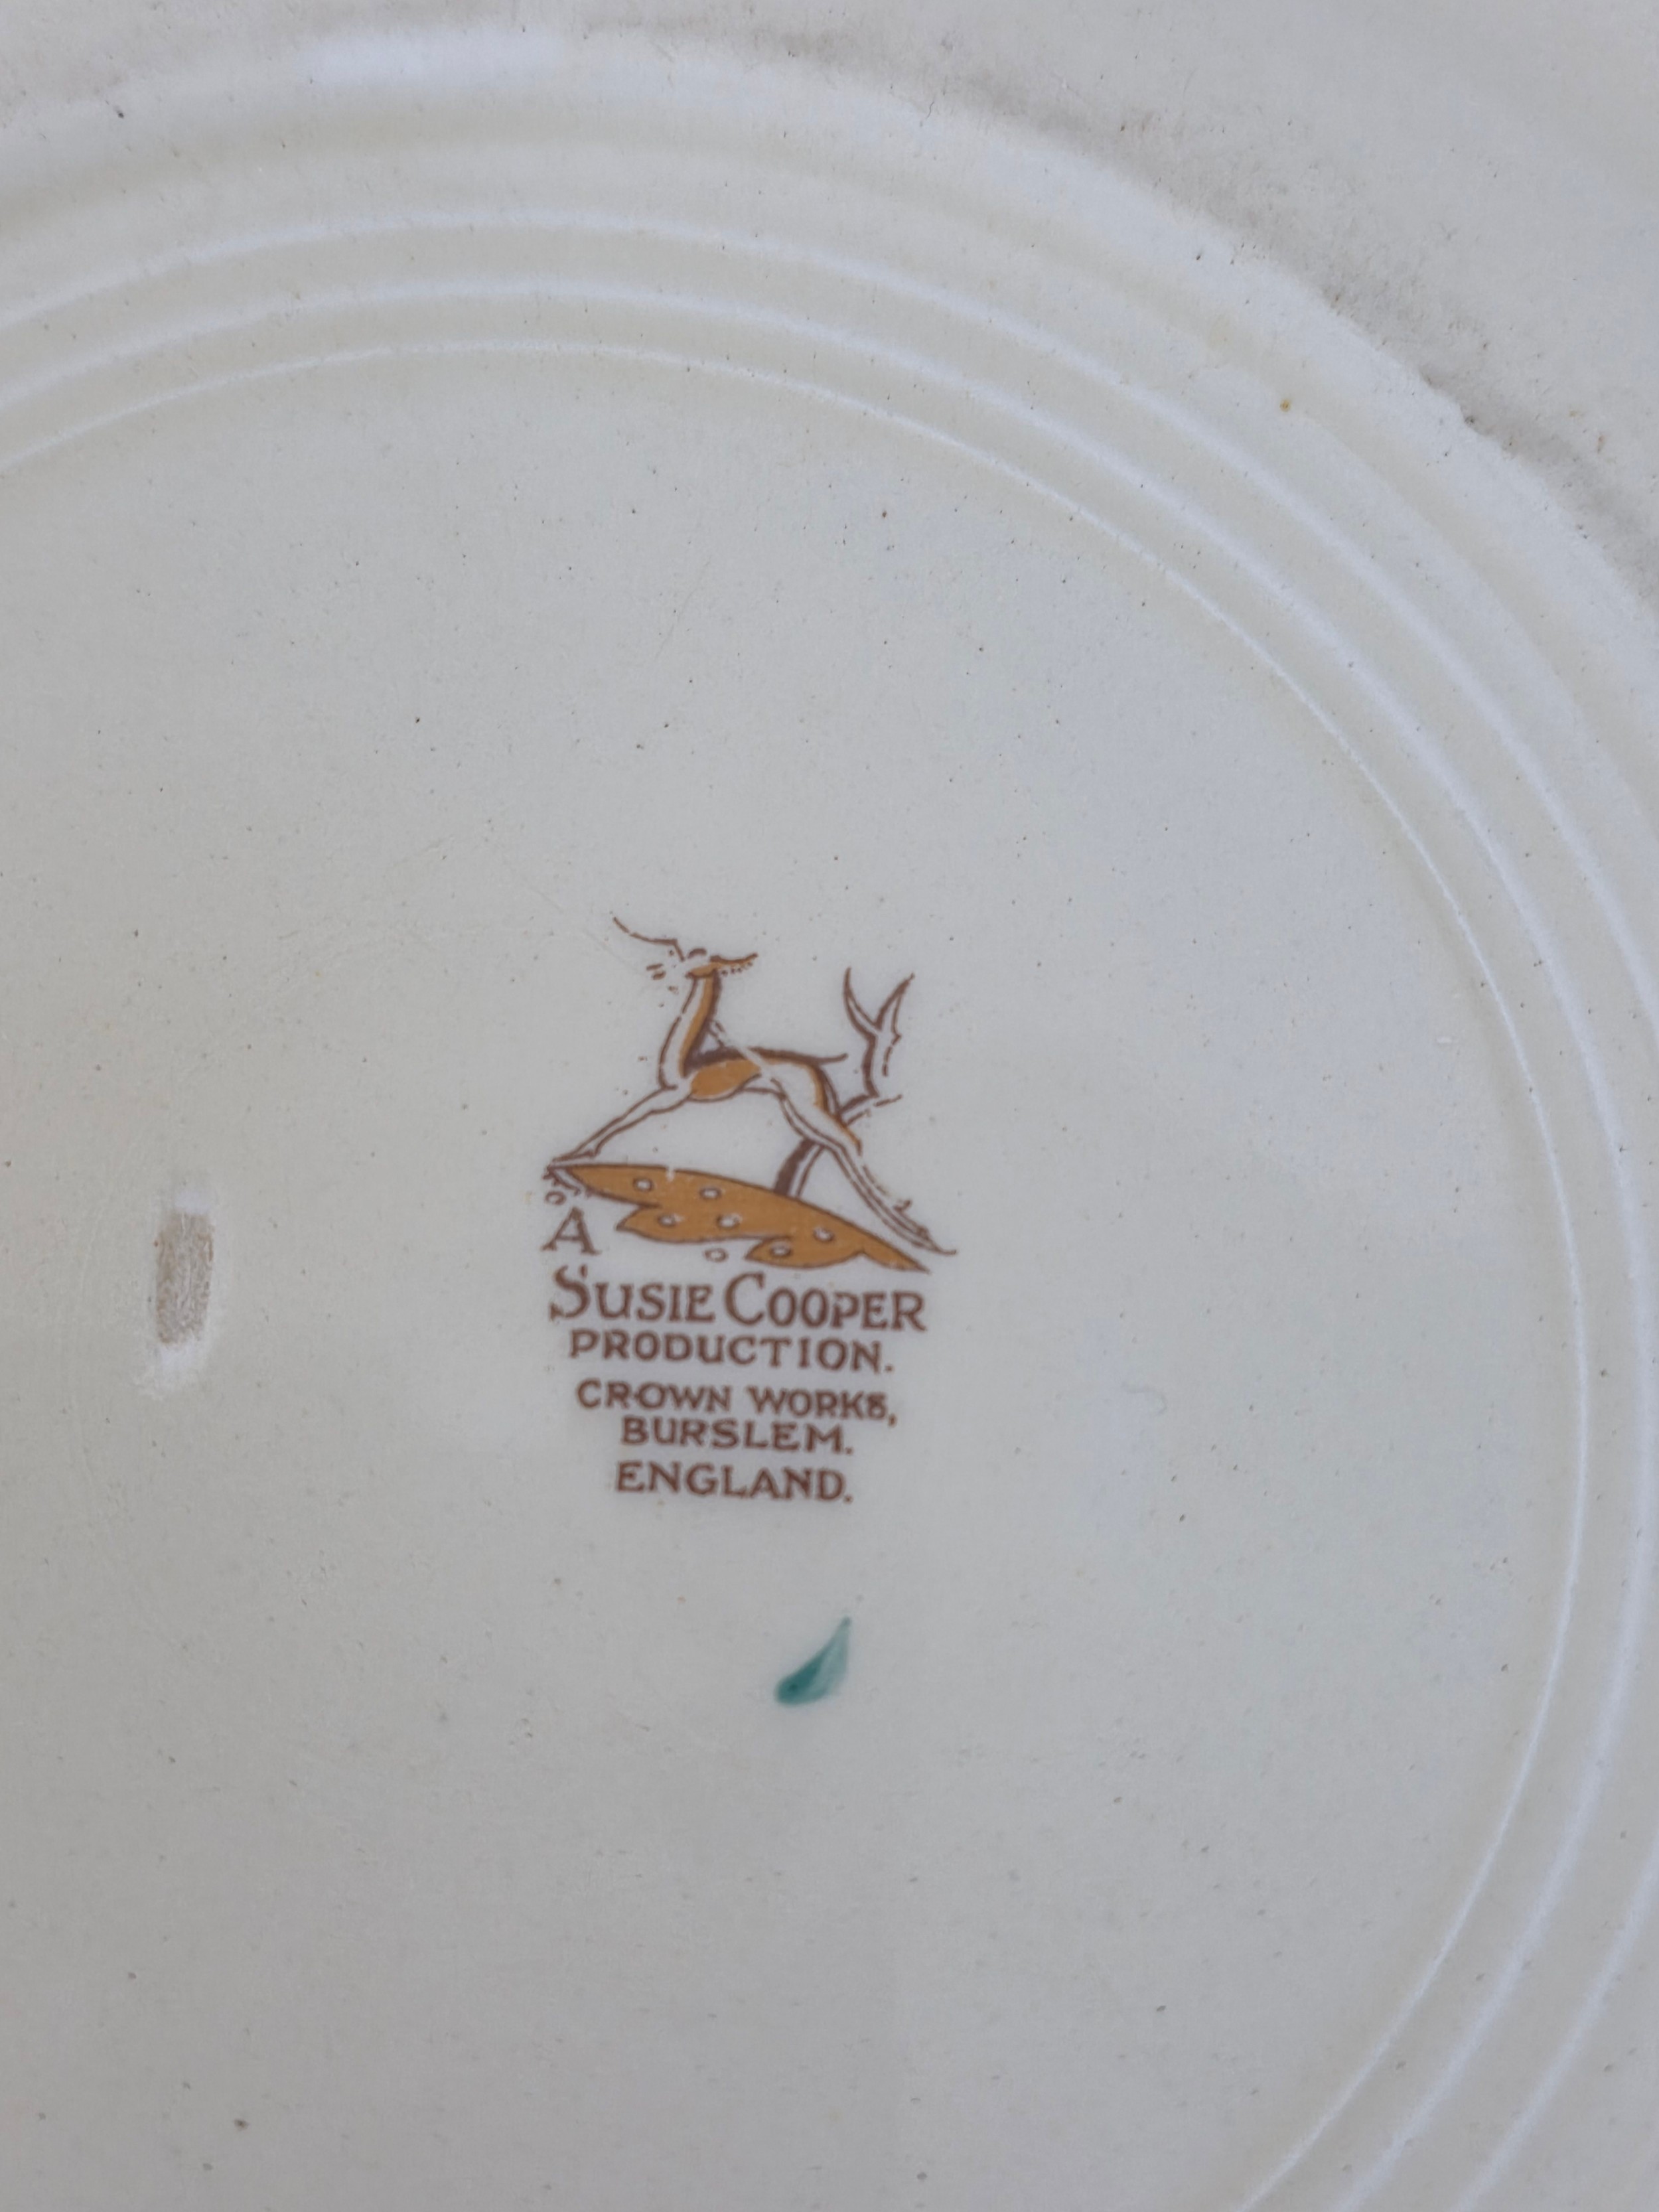 A
SUSIE COOPER
PRODUCTION.
CROWN WORKS,
BURSLEM.
ENGLAND.